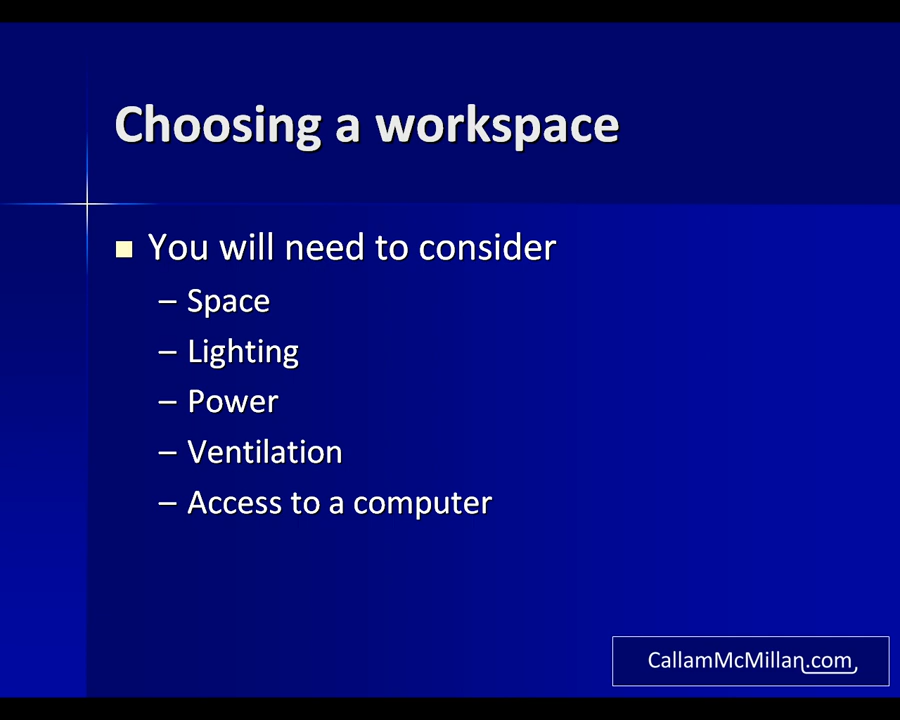 Choosing a workspace
■ You will need to consider
– Space
– Lighting
– Power
– Ventilation
– Access to a computer
CallamMcMillan.com